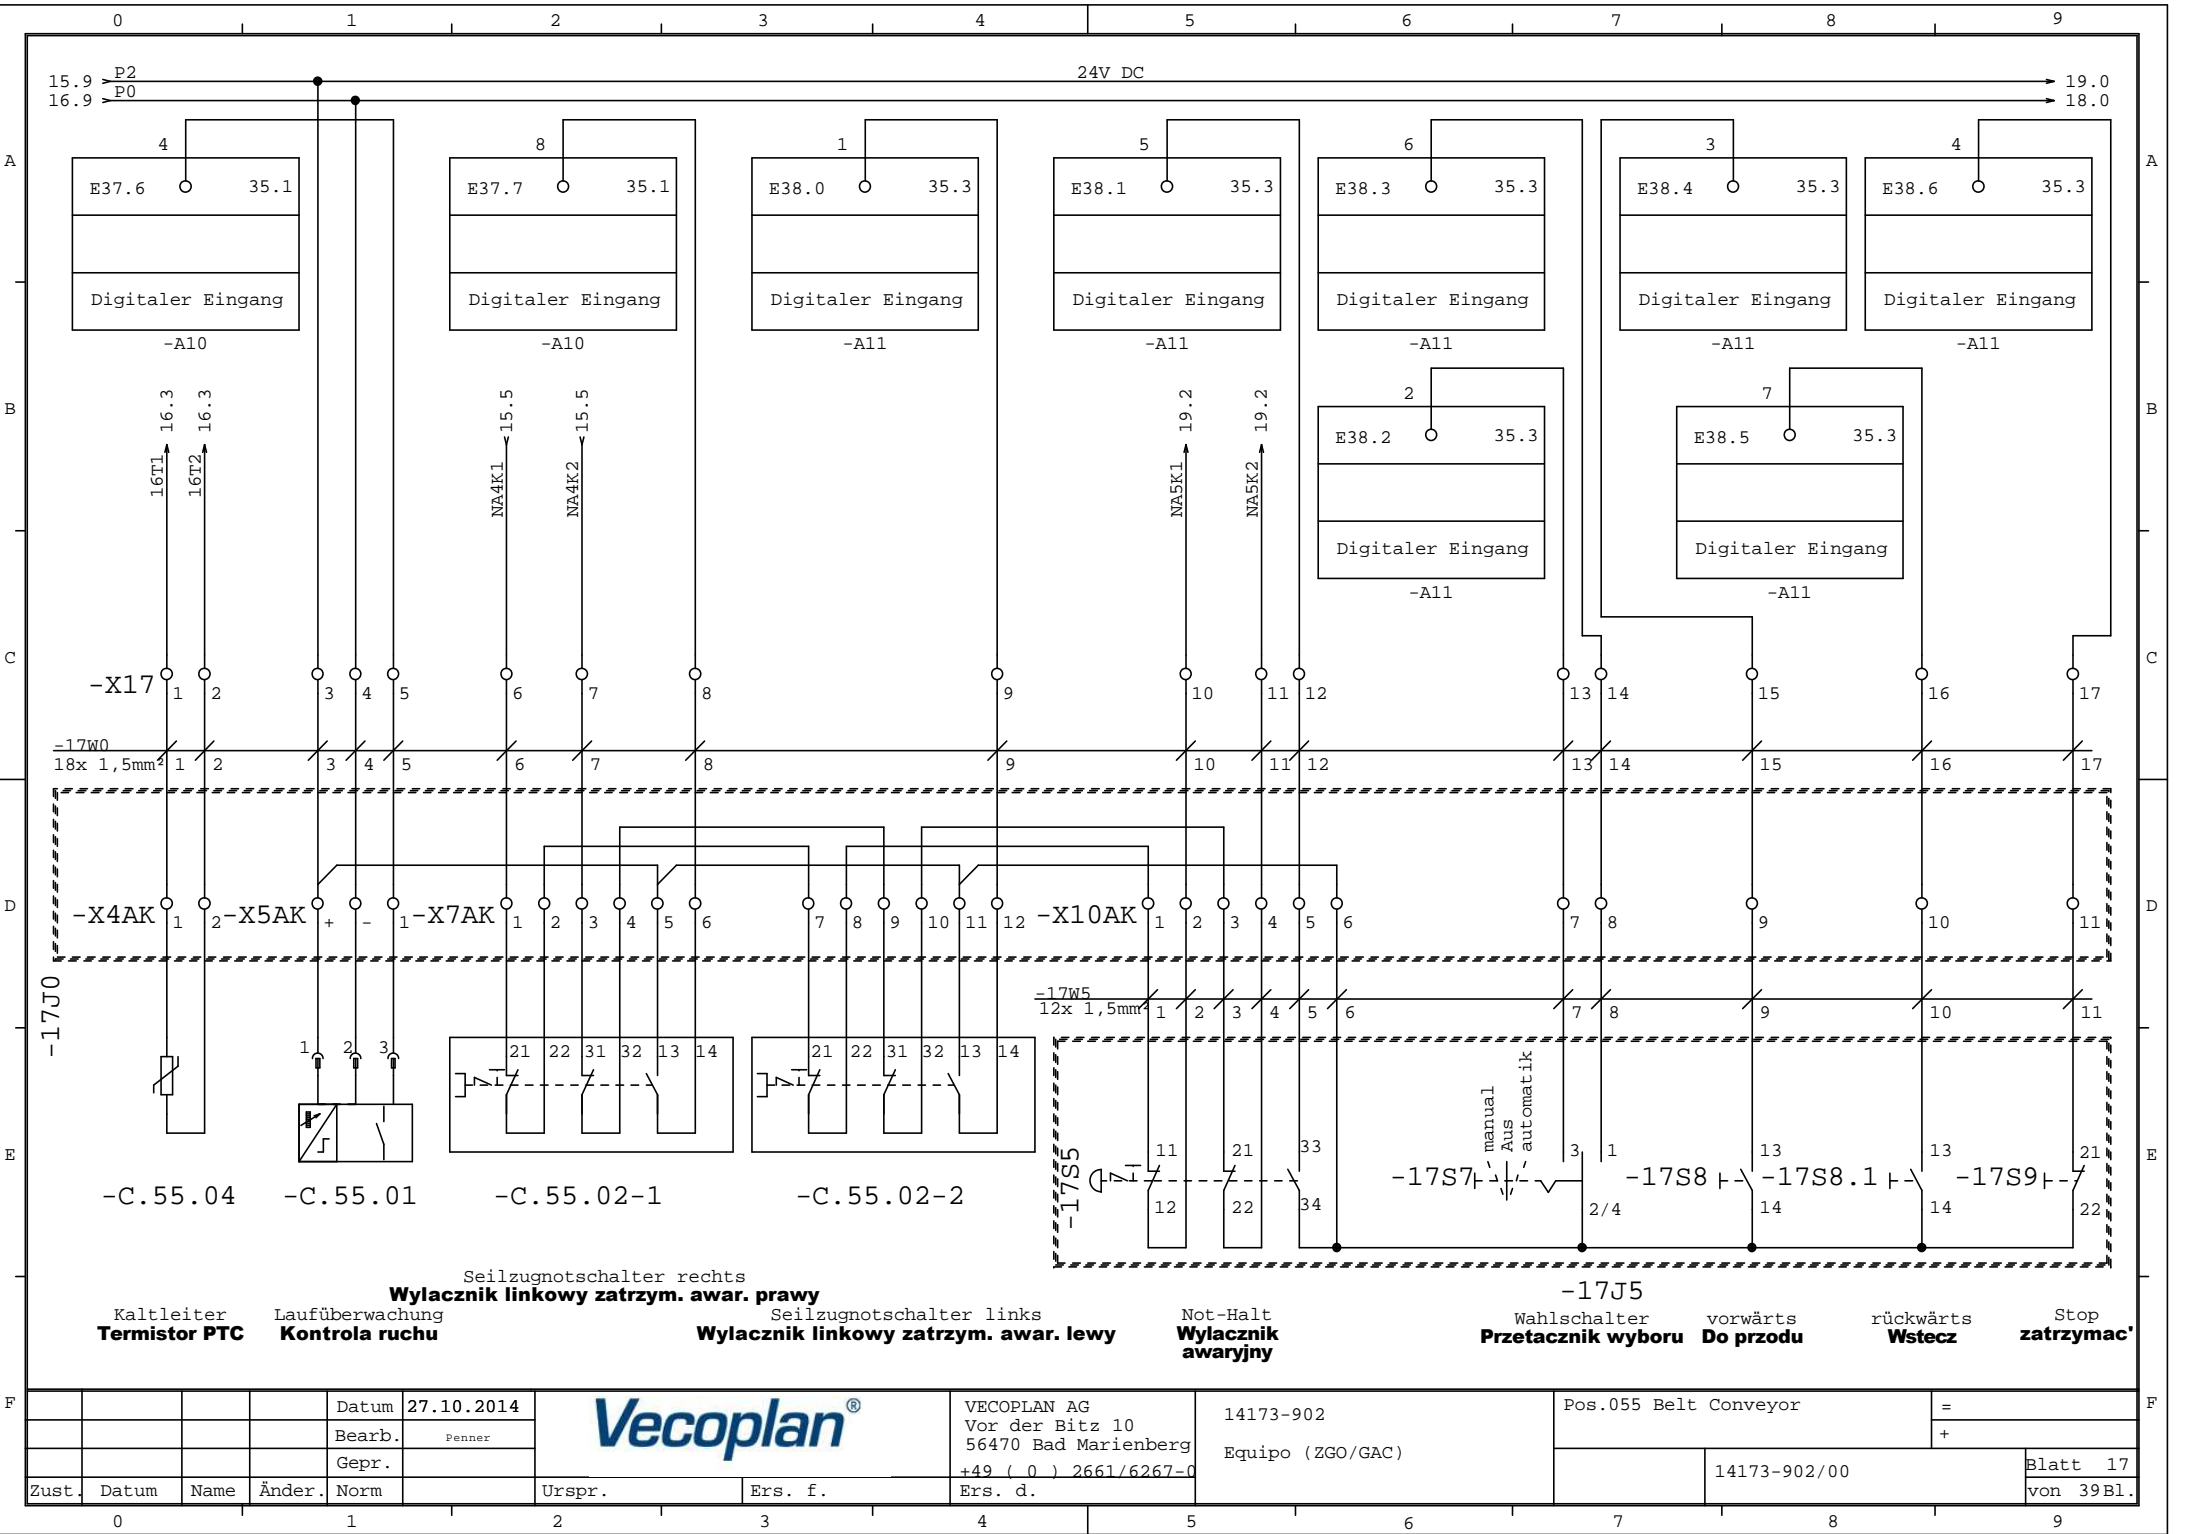 0 1 2 3 4 5 6 7 8 9
15.9 P2 24V DC 19.0
16.9 P0 18.0
4 8 1 5 6 3 4
A A
E37.6 35.1 E37.7 35.1 E38.0 35.3 E38.1 35.3 E38.3 35.3 E38.4 35.3 E38.6 35.3
Digitaler Eingang Digitaler Eingang Digitaler Eingang Digitaler Eingang Digitaler Eingang Digitaler Eingang Digitaler Eingang
-A10 -A10 -A11 -A11 -A11 -A11 -A11
16.3 16.3 15.5 15.5 19.2 19.2
16T1 16T2 NA4K1 NA4K2 NA5K1 NA5K2
2 7
B B
E38.2 35.3 E38.5 35.3
Digitaler Eingang Digitaler Eingang
-A11 -A11
C C
-X17 1 2 3 4 5 6 7 8 9 10 11 12 13 14 15 16 17
-17W0
18x 1,5mm² 1 2 3 4 5 6 7 8 9 10 11 12 13 14 15 16 17
D D
-X4AK 1 2 -X5AK + - 1 -X7AK 1 2 3 4 5 6 7 8 9 10 11 12 -X10AK 1 2 3 4 5 6 7 8 9 10 11
-17J0
-17W5
12x 1,5mm² 1 2 3 4 5 6 7 8 9 10 11
1 2 3 21 22 31 32 13 14 21 22 31 32 13 14
manual
Aus
automatik
E E
11 21 33 3 1 13 13 21
-17S5 -17S7 -17S8 -17S8.1 -17S9
12 22 34 2/4 14 14 22
-C.55.04 -C.55.01 -C.55.02-1 -C.55.02-2
-17J5
Seilzugnotschalter rechts
Wylacznik linkowy zatrzym. awar. prawy
Kaltleiter Laufüberwachung Seilzugnotschalter links Not-Halt Wahlschalter vorwärts rückwärts Stop
Termistor PTC Kontrola ruchu Wylacznik linkowy zatrzym. awar. lewy Wylacznik Przetacznik wyboru Do przodu Wstecz zatrzymac'
awaryjny
F F
Datum 27.10.2014
Bearb. Penner
Gepr.
Zust. Datum Name Änder. Norm
Vecoplan®
Urspr. Ers. f. Ers. d.
VECOPLAN AG
Vor der Bitz 10
56470 Bad Marienberg
+49 ( 0 ) 2661/6267-0
14173-902
Equipo (ZGO/GAC)
Pos.055 Belt Conveyor
=
+
14173-902/00
Blatt 17
von 39Bl.
0 1 2 3 4 5 6 7 8 9